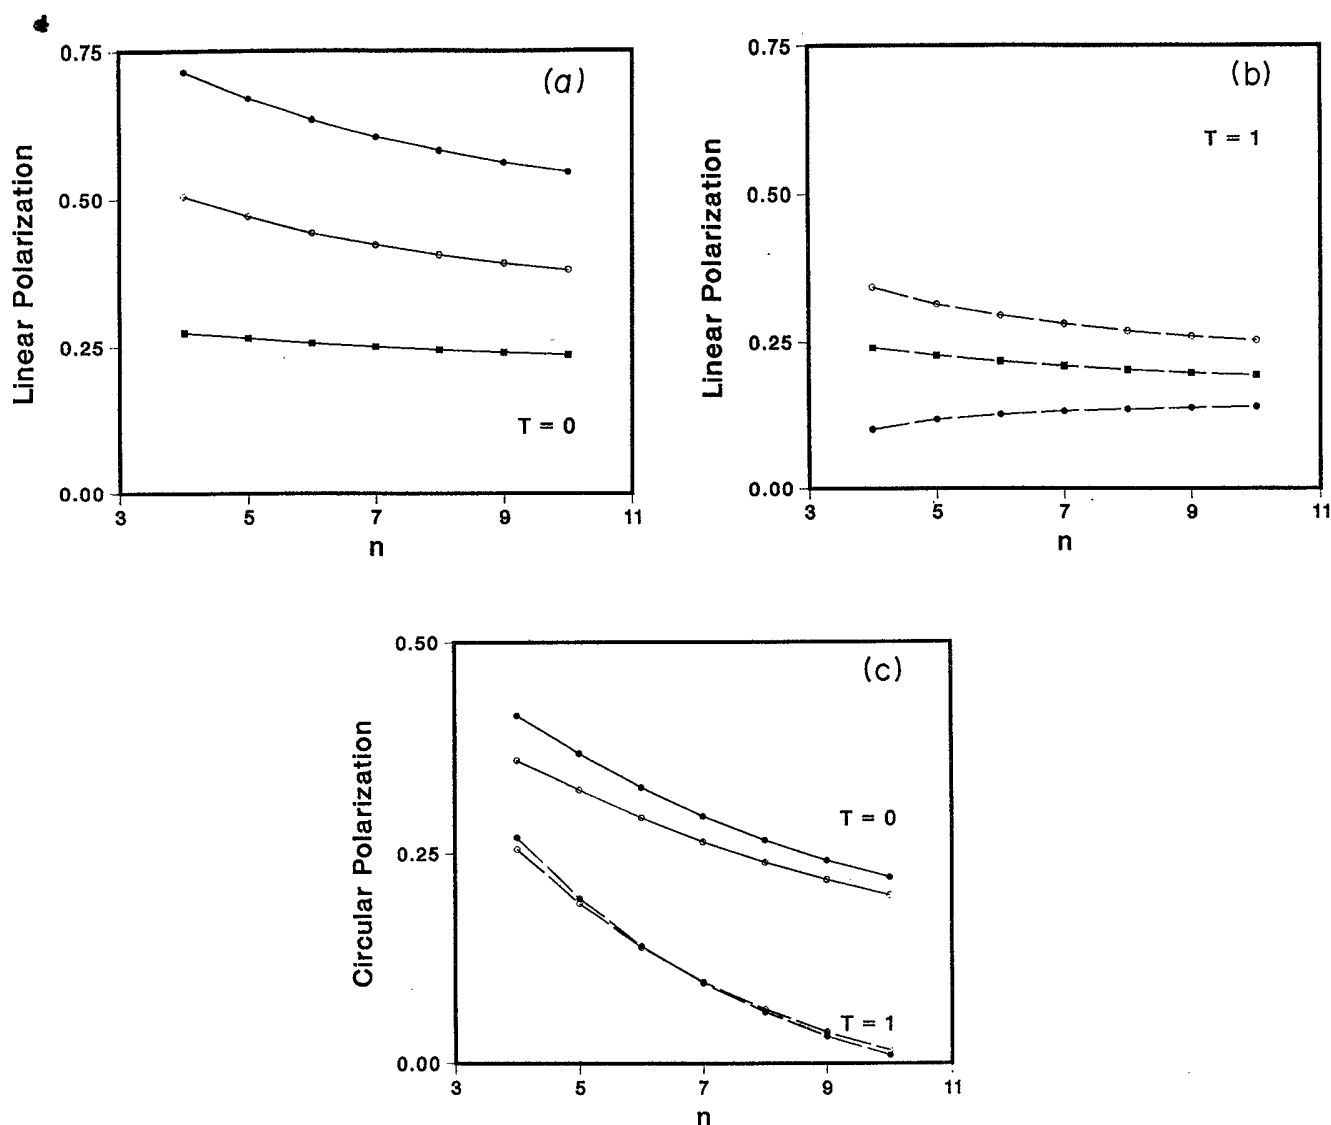 0.75
(a)
Linear Polarization
0.50
0.25
T = 0
0.00
3 5 7 9 11
n
0.75
(b)
T = 1
Linear Polarization
0.50
0.25
0.00
3 5 7 9 11
n
0.50
(c)
Circular Polarization
T = 0
0.25
T = 1
0.00
3 5 7 9 11
n